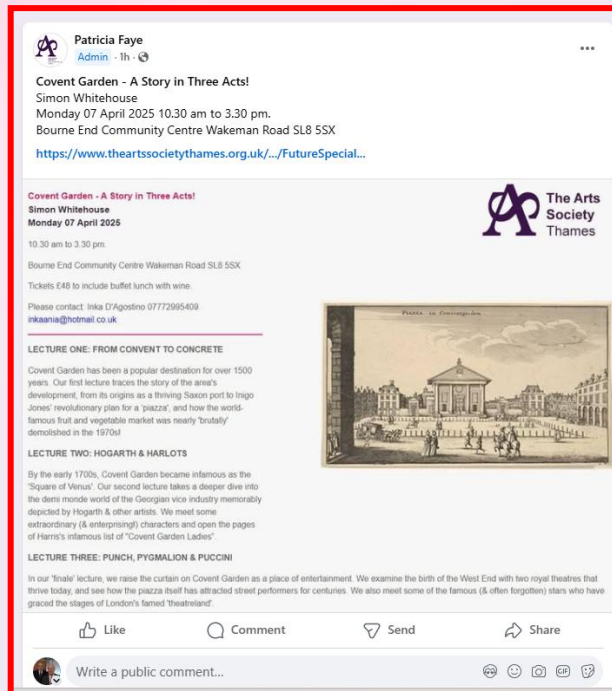 Patricia Faye
Admin · 1h ·
Covent Garden - A Story in Three Acts!
Simon Whitehouse
Monday 07 April 2025 10.30 am to 3.30 pm.
Bourne End Community Centre Wakeman Road SL8 5SX
https://www.theartssocietythames.org.uk/.../FutureSpecial...
Covent Garden - A Story in Three Acts!
Simon Whitehouse
Monday 07 April 2025
The Arts
Society
Thames
10.30 am to 3.30 pm.
Bourne End Community Centre Wakeman Road SL8 5SX
Tickets £48 to include buffet lunch with wine.
Please contact: Inka D'Agostino 07772995409
inkaania@hotmail.co.uk
Piazza in Coventgarden
LECTURE ONE: FROM CONVENT TO CONCRETE
Covent Garden has been a popular destination for over 1500
years. Our first lecture traces the story of the area's
development, from its origins as a thriving Saxon port to Inigo
Jones' revolutionary plan for a 'piazza', and how the world-
famous fruit and vegetable market was nearly 'brutally'
demolished in the 1970s!
LECTURE TWO: HOGARTH & HARLOTS
By the early 1700s, Covent Garden became infamous as the
'Square of Venus'. Our second lecture takes a deeper dive into
the demi monde world of the Georgian vice industry memorably
depicted by Hogarth & other artists. We meet some
extraordinary (& enterprising!) characters and open the pages
of Harris's infamous list of "Covent Garden Ladies".
LECTURE THREE: PUNCH, PYGMALION & PUCCINI
In our 'finale' lecture, we raise the curtain on Covent Garden as a place of entertainment. We examine the birth of the West End with two royal theatres that
thrive today, and see how the piazza itself has attracted street performers for centuries. We also meet some of the famous (& often forgotten) stars who have
graced the stages of London's famed 'theatreland'.
Like
Comment
Send
Share
Write a public comment...
GIF